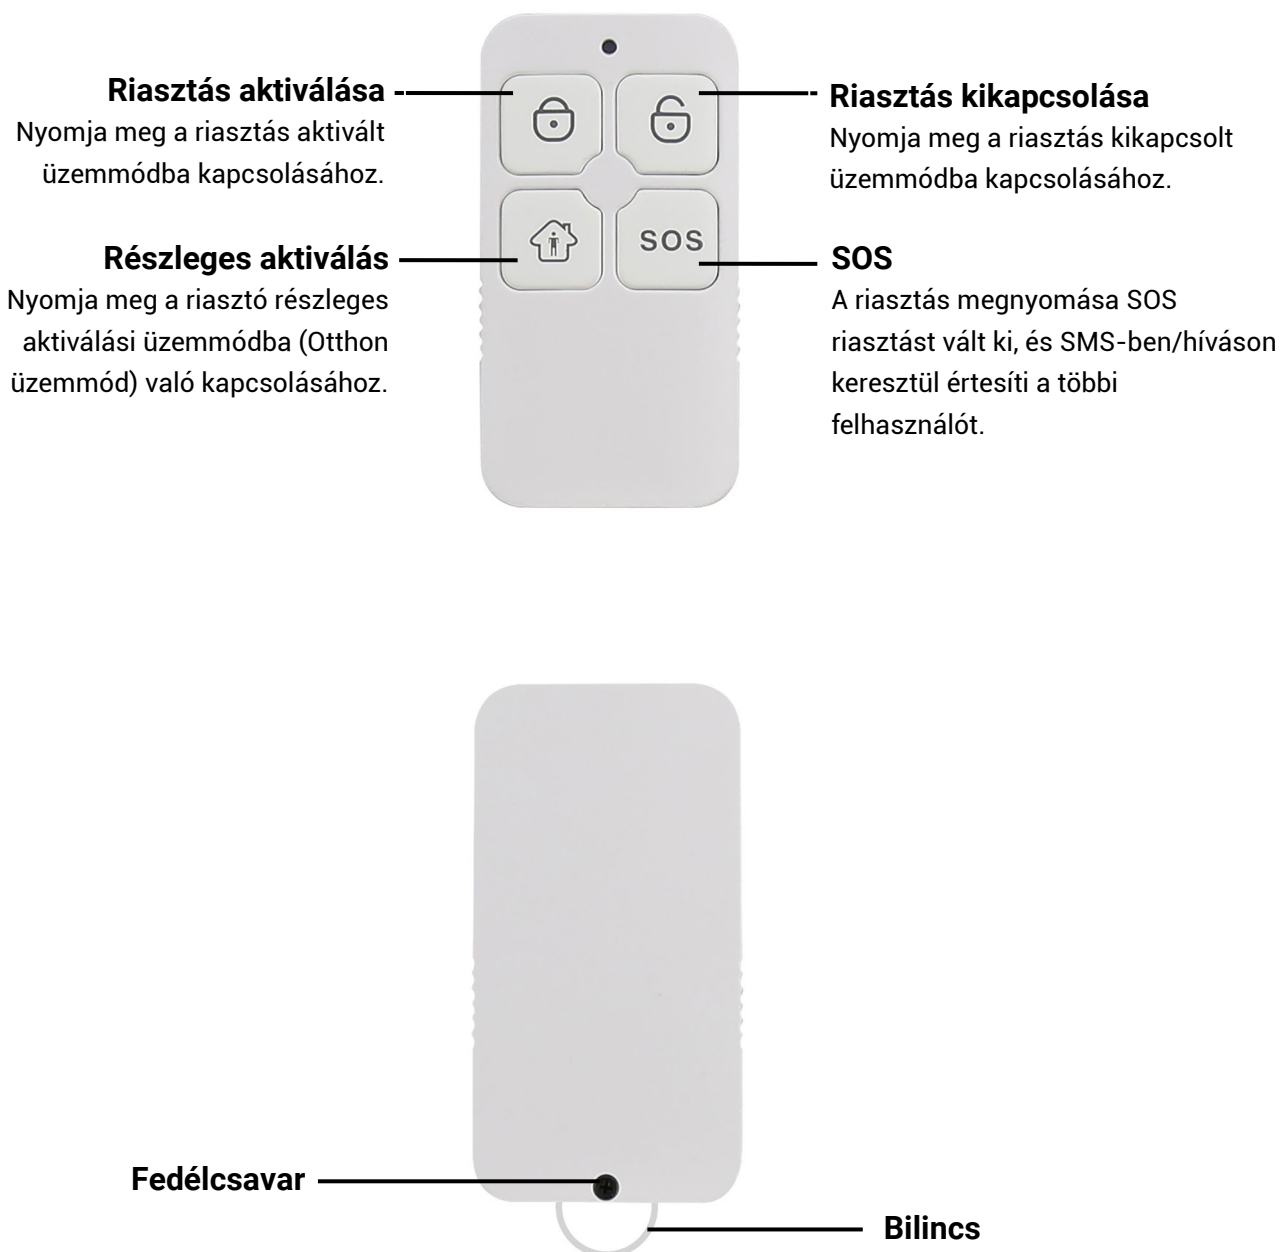 Riasztás aktiválása
Nyomja meg a riasztás aktivált
üzemmódba kapcsolásához.
Részleges aktiválás
Nyomja meg a riasztó részleges
aktiválási üzemmódba (Otthon
üzemmód) való kapcsolásához.
SOS
Riasztás kikapcsolása
Nyomja meg a riasztás kikapcsolt
üzemmódba kapcsolásához.
SOS
A riasztás megnyomása SOS
riasztást vált ki, és SMS-ben/híváson
keresztül értesíti a többi
felhasználót.
Fedélcsavar
Bilincs